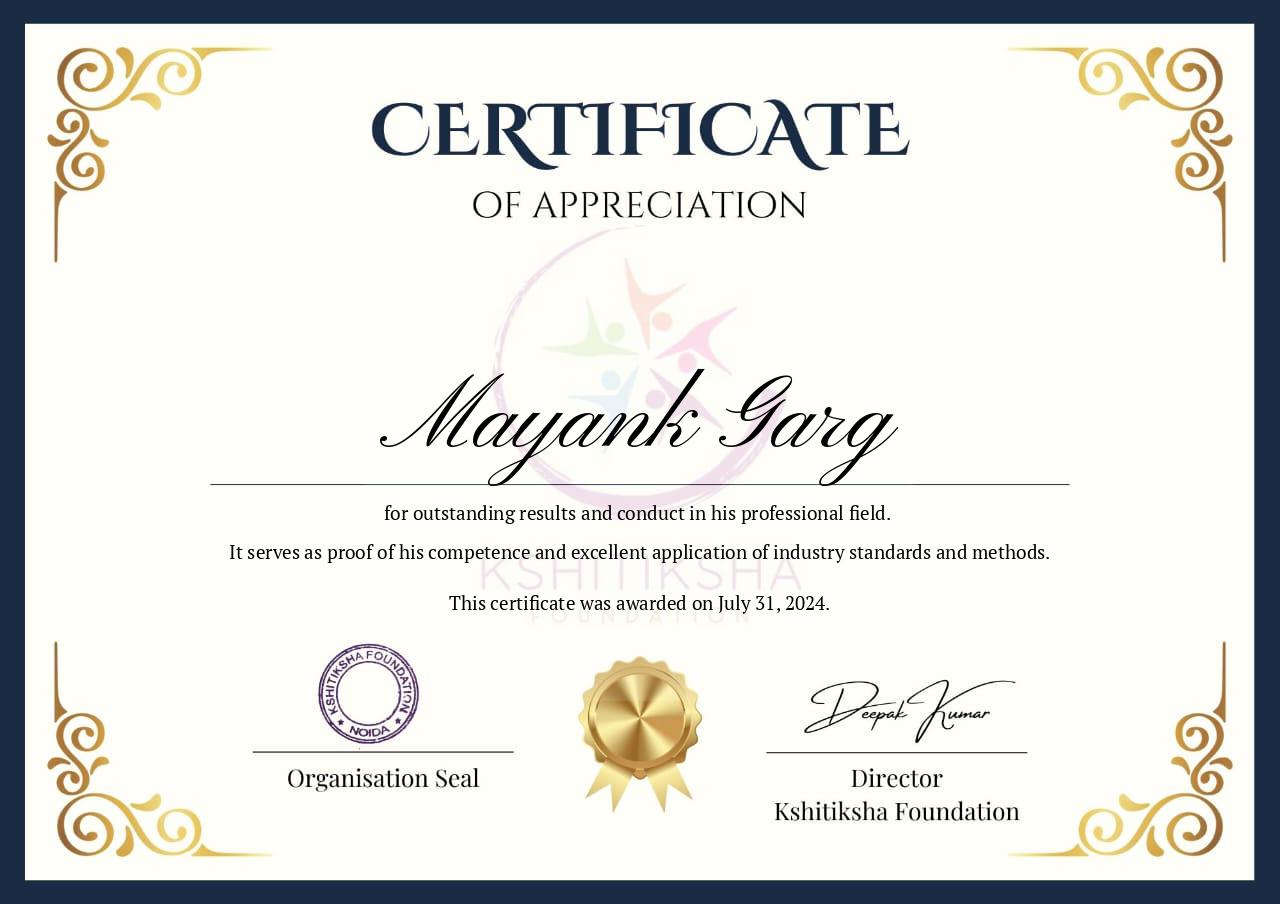 CERTIFICATE
OF APPRECIATION
Mayank Garg
for outstanding results and conduct in his professional field.
It serves as proof of his competence and excellent application of industry standards and methods.
KSHITIKSHA
This certificate was awarded on July 31, 2024.
FOUNDATION
KSHITIKSHA FOUNDATION
NOIDA
Deepak Kumar
Organisation Seal
Director
Kshitiksha Foundation